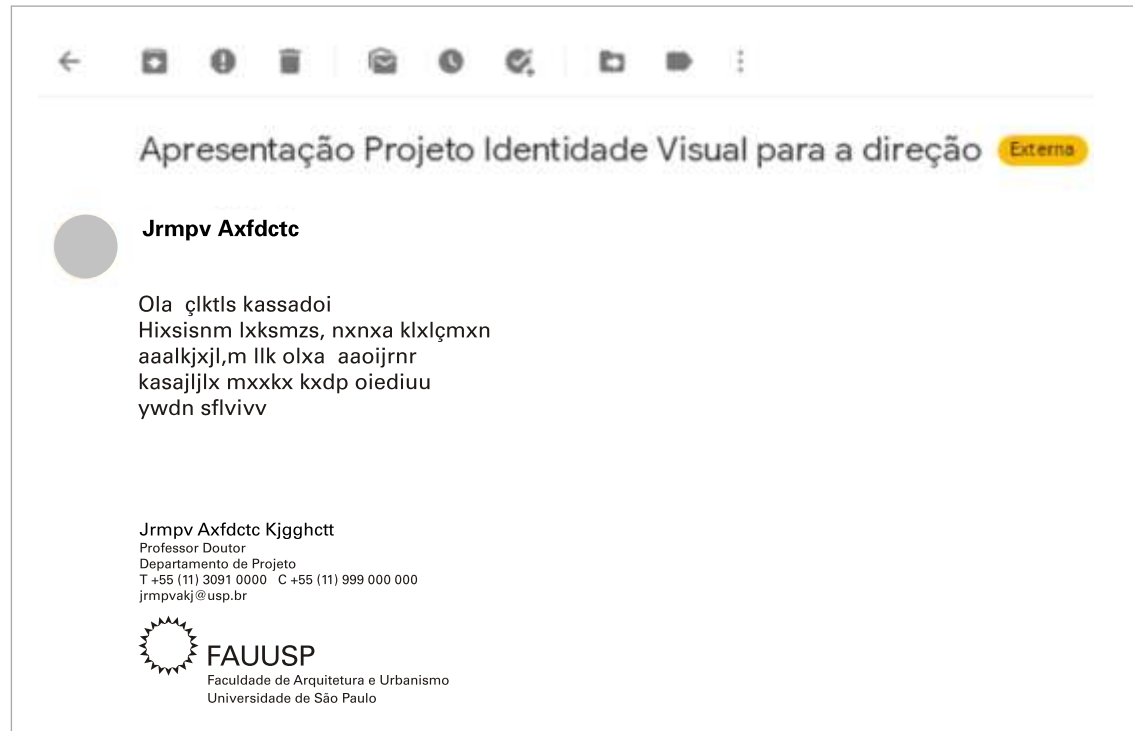 Apresentação Projeto Identidade Visual para a direção Externa
Jrmpv Axfdctc
Ola çlktls kassadoi
Hixsisnm lxksmzs, nxnxa klxlçmxn
aaalkjxjl,m llk olxa aaoijrnr
kasajljlx mxxkx kxdp oiediuu
ywdn sflvivv
Jrmpv Axfdctc Kjgghctt
Professor Doutor
Departamento de Projeto
T +55 (11) 3091 0000 C +55 (11) 999 000 000
jrmpvakj@usp.br
FAUUSP
Faculdade de Arquitetura e Urbanismo
Universidade de São Paulo